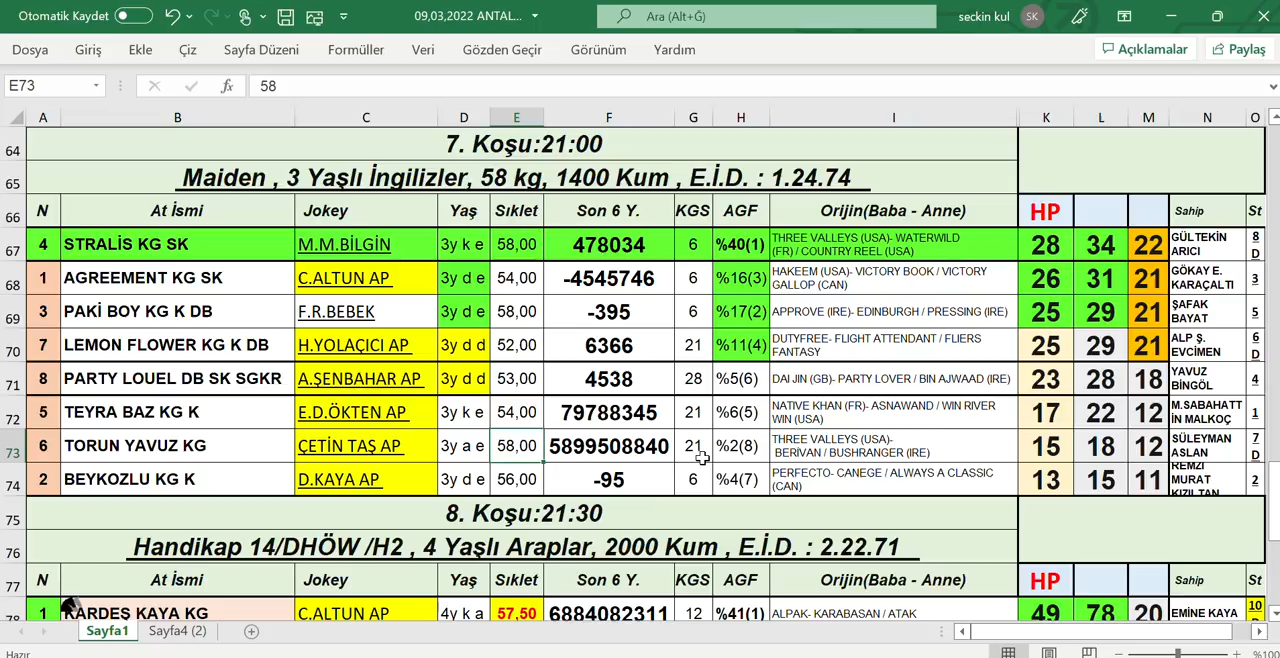 Otomatik Kaydet
09,03,2022 ANTAL...
Ara (Alt+Ğ)
seckin kul
SK
Dosya Giriş Ekle Çiz Sayfa Düzeni Formüller Veri Gözden Geçir Görünüm Yardım
Açıklamalar
Paylaş
E73
fx
58
A B C D E F G H I K L M N O
64 7. Koşu:21:00
65 Maiden , 3 Yaşlı İngilizler, 58 kg, 1400 Kum , E.İ.D. : 1.24.74
66 N At İsmi Jokey Yaş Sıklet Son 6 Y. KGS AGF Orijin(Baba - Anne) HP Sahip St
67 4 STRALİS KG SK M.M.BİLGİN 3y k e 58,00 478034 6 %40(1) THREE VALLEYS (USA)- WATERWILD (FR) / COUNTRY REEL (USA) 28 34 22 GÜLTEKİN ARICI 8 D
68 1 AGREEMENT KG SK C.ALTUN AP 3y d e 54,00 -4545746 6 %16(3) HAKEEM (USA)- VICTORY BOOK / VICTORY GALLOP (CAN) 26 31 21 GÖKAY E. KARAÇALTI 3
69 3 PAKİ BOY KG K DB F.R.BEBEK 3y d e 58,00 -395 6 %17(2) APPROVE (IRE)- EDINBURGH / PRESSING (IRE) 25 29 21 ŞAFAK BAYAT 5
70 7 LEMON FLOWER KG K DB H.YOLAÇICI AP 3y d d 52,00 6366 21 %11(4) DUTYFREE- FLIGHT ATTENDANT / FLIERS FANTASY 25 29 21 ALP Ş. EVCİMEN 6 D
71 8 PARTY LOUEL DB SK SGKR A.ŞENBAHAR AP 3y d d 53,00 4538 28 %5(6) DAI JIN (GB)- PARTY LOVER / BIN AJWAAD (IRE) 23 28 18 YAVUZ BİNGÖL 4
72 5 TEYRA BAZ KG K E.D.ÖKTEN AP 3y k e 54,00 79788345 21 %6(5) NATIVE KHAN (FR)- ASNAWAND / WIN RIVER WIN (USA) 17 22 12 M.SABAHATT İN MALKOÇ 1
73 6 TORUN YAVUZ KG ÇETİN TAŞ AP 3y a e 58,00 5899508840 21 %2(8) THREE VALLEYS (USA)- BERİVAN / BUSHRANGER (IRE) 15 18 12 SÜLEYMAN ASLAN 7 D
74 2 BEYKOZLU KG K D.KAYA AP 3y d e 56,00 -95 6 %4(7) PERFECTO- CANEGE / ALWAYS A CLASSIC (CAN) 13 15 11 REMZİ MURAT KIZILTAN 2
75 8. Koşu:21:30
76 Handikap 14/DHÖW /H2 , 4 Yaşlı Araplar, 2000 Kum , E.İ.D. : 2.22.71
77 N At İsmi Jokey Yaş Sıklet Son 6 Y. KGS AGF Orijin(Baba - Anne) HP Sahip St
78 1 KARDEŞ KAYA KG C.ALTUN AP 4y k a 57,50 6884082311 12 %41(1) ALPAK- KARABASAN / ATAK 49 78 20 EMİNE KAYA 10
Sayfa1 Sayfa4 (2)
Hazır
%100